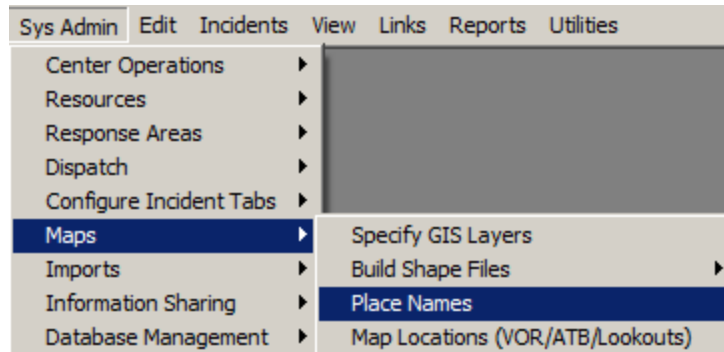 Sys Admin Edit Incidents View Links Reports Utilities
Center Operations
Resources
Response Areas
Dispatch
Configure Incident Tabs
Maps
Imports
Information Sharing
Database Management
Specify GIS Layers
Build Shape Files
Place Names
Map Locations (VOR/ATB/Lookouts)